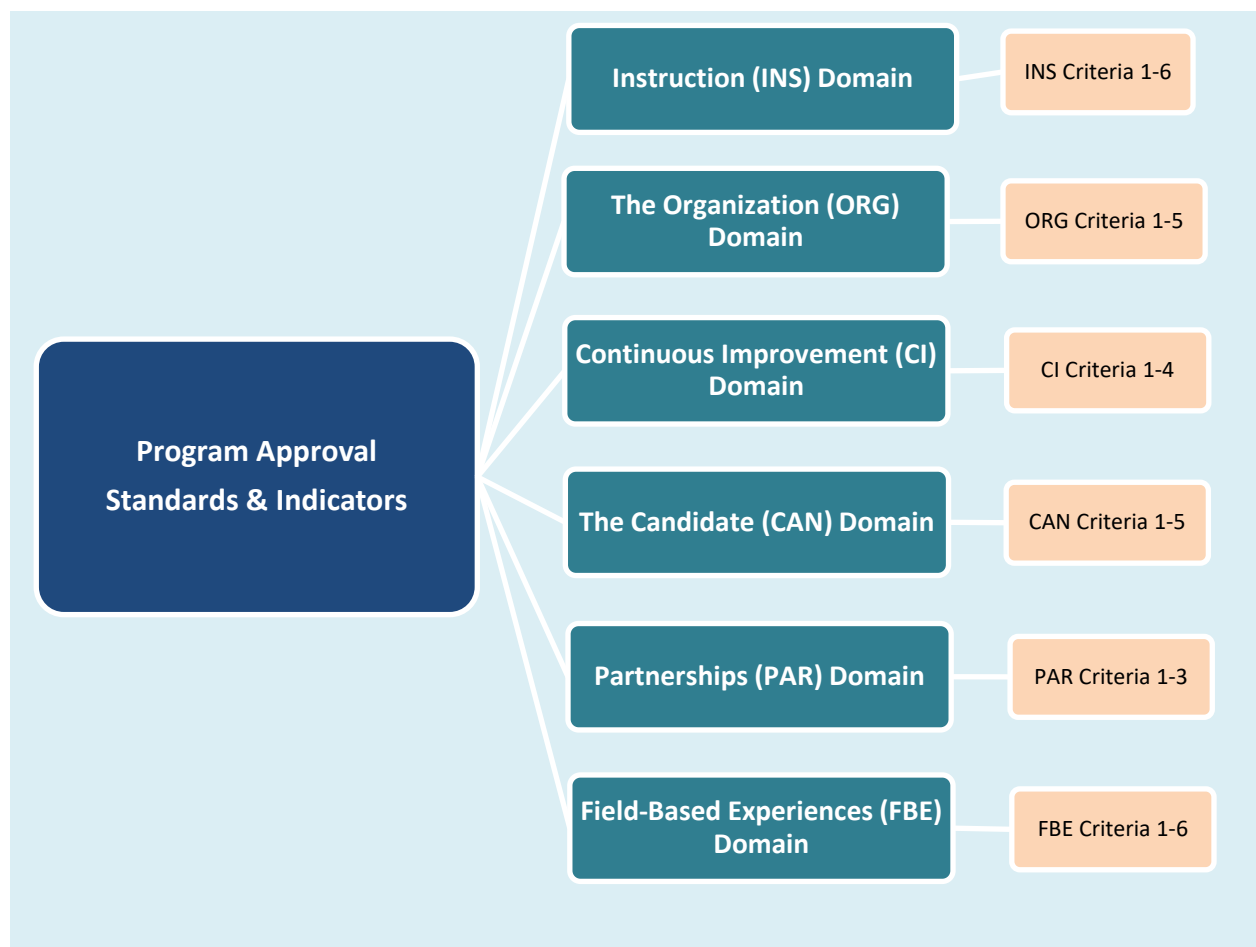 Program Approval
Standards & Indicators
Instruction (INS) Domain
INS Criteria 1-6
The Organization (ORG)
Domain
ORG Criteria 1-5
Continuous Improvement (CI)
Domain
CI Criteria 1-4
The Candidate (CAN) Domain
CAN Criteria 1-5
Partnerships (PAR) Domain
PAR Criteria 1-3
Field-Based Experiences (FBE)
Domain
FBE Criteria 1-6